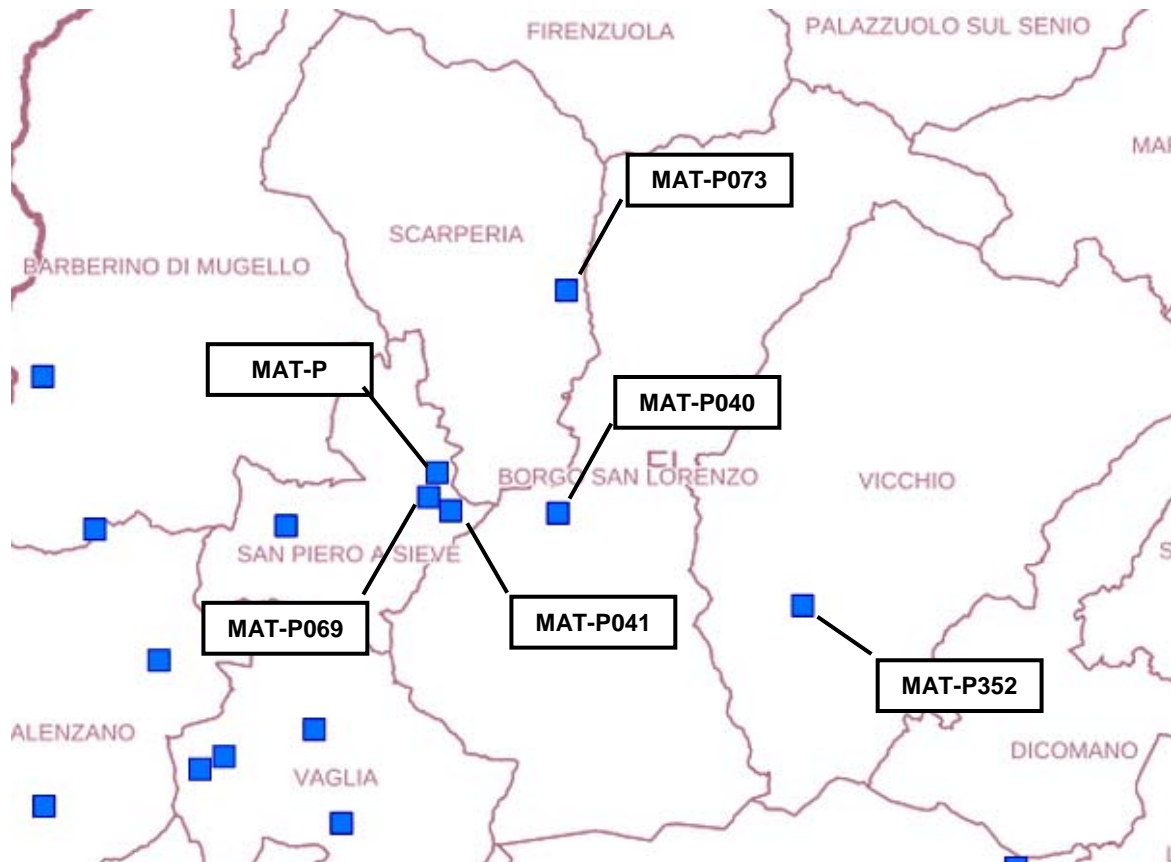 FIRENZUOLA
PALAZZUOLO SUL SENIO
MAR
MAT-P073
SCARPERIA
BARBERINO DI MUGELLO
MAT-P
MAT-P040
BORGO SAN LORENZO
VICCHIO
SAN PIERO A SIEVE
S
MAT-P069
MAT-P041
MAT-P352
ALENZANO
DICOMANO
VAGLIA